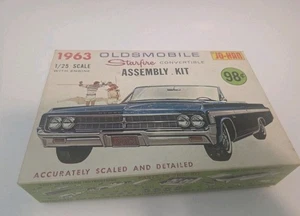 1963 OLDSMOBILE JO-HAN
Starfire CONVERTIBLE
1/25 SCALE
ASSEMBLY KIT
98¢
ACCURATELY SCALED AND DETAILED